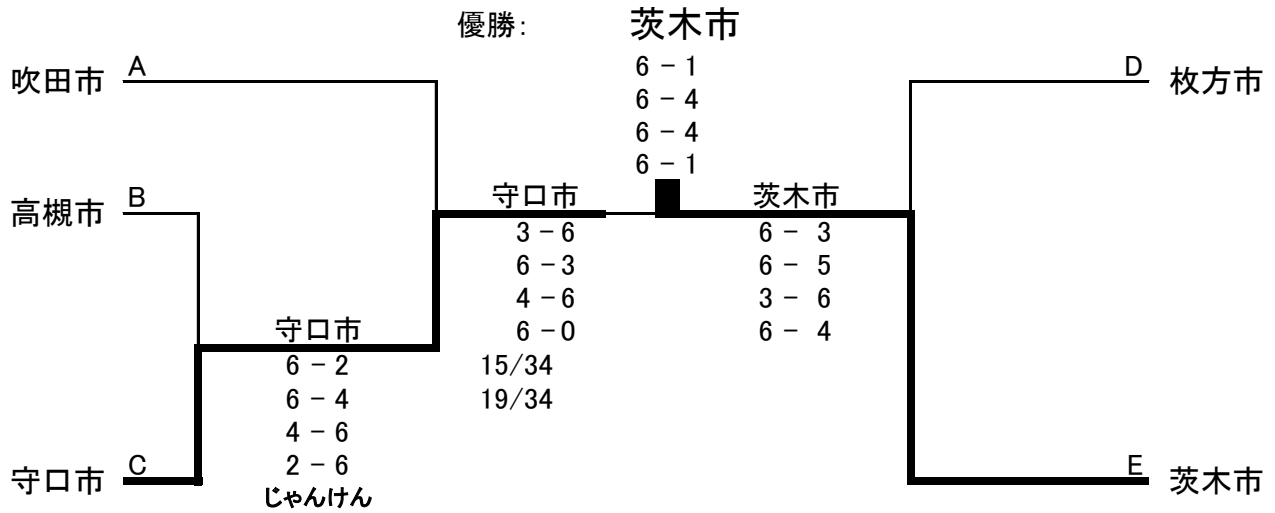 優勝: 茨木市
6 - 1
6 - 4
6 - 4
6 - 1
吹田市 A
D 枚方市
高槻市 B
守口市
3 - 6
6 - 3
4 - 6
6 - 0
15/34
19/34
茨木市
6 - 3
6 - 5
3 - 6
6 - 4
守口市
6 - 2
6 - 4
4 - 6
2 - 6
じゃんけん
守口市 C
E 茨木市